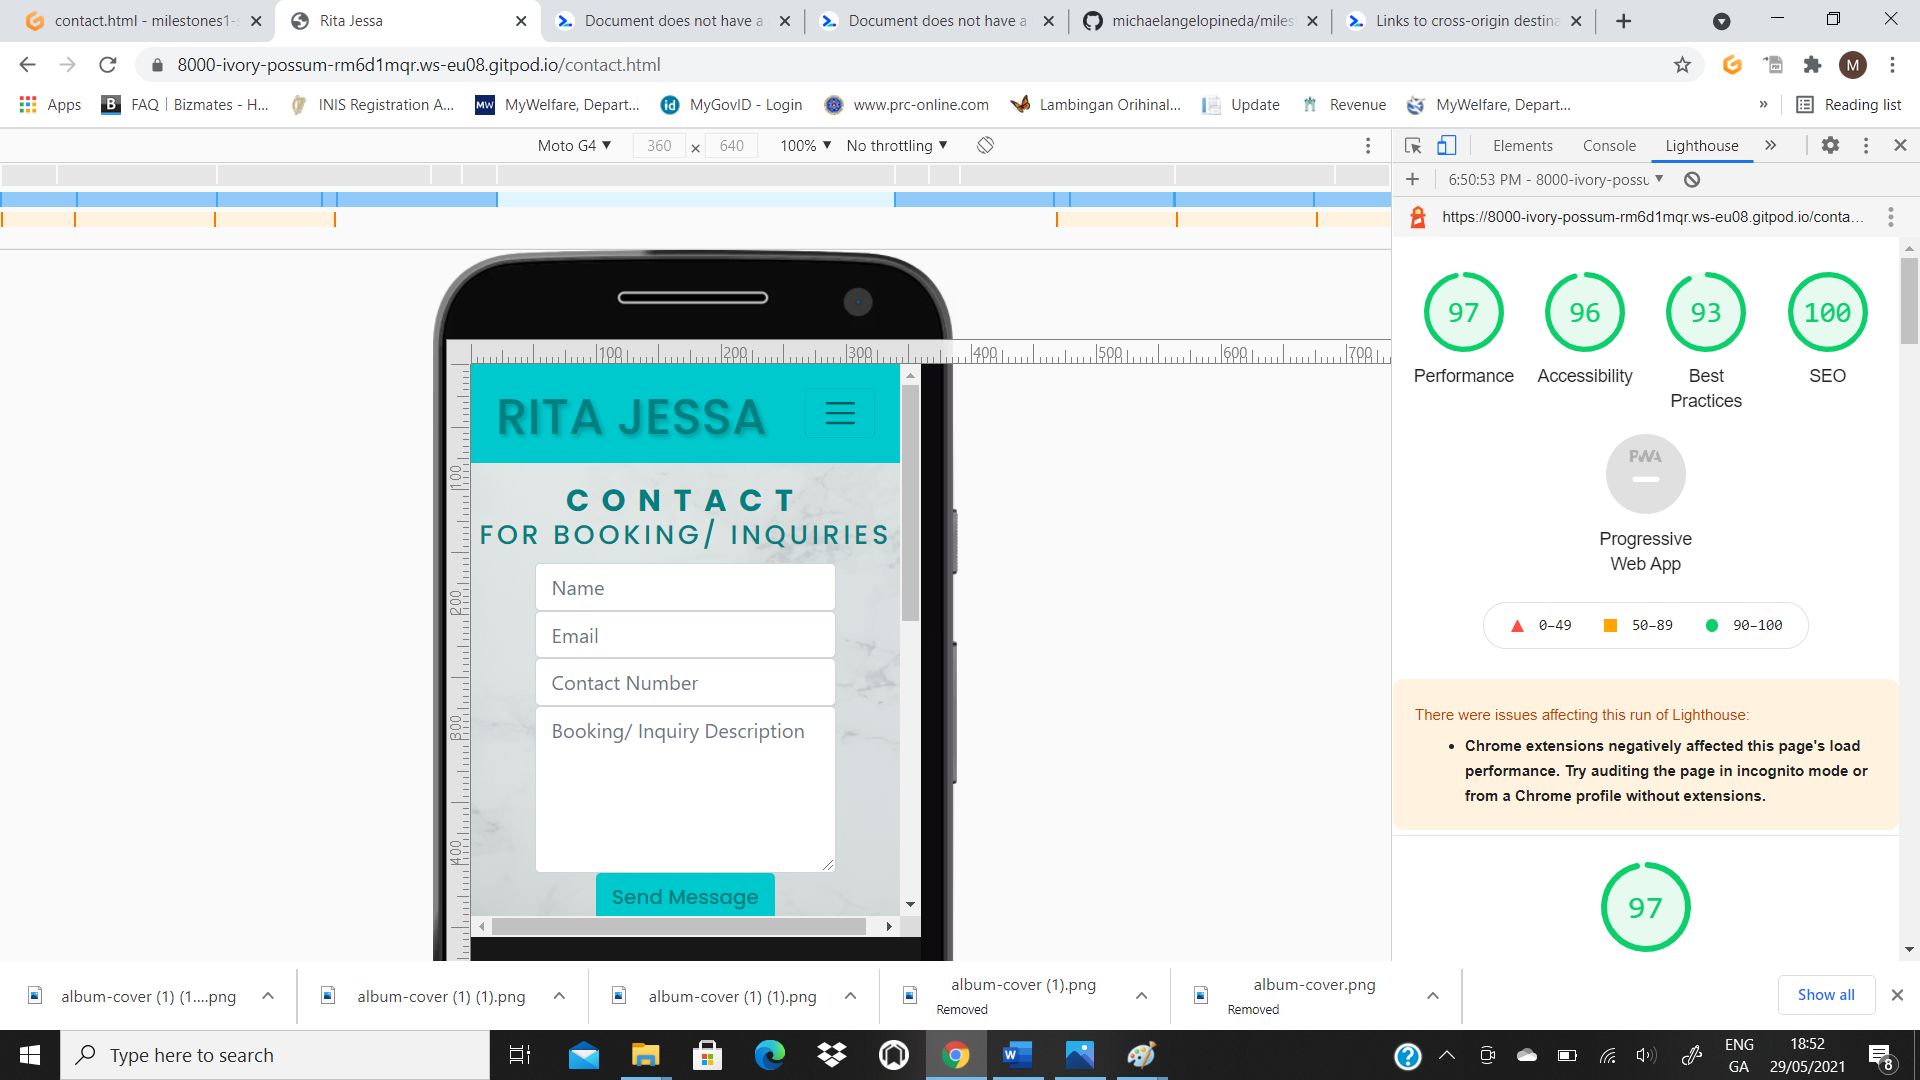 contact.html - milestones1-s
Rita Jessa
Document does not have a
Document does not have a
michaelangelopineda/miles
Links to cross-origin destina
8000-ivory-possum-rm6d1mqr.ws-eu08.gitpod.io/contact.html
M
Apps
FAQ | Bizmates - H...
INIS Registration A...
MyWelfare, Depart...
MyGovID - Login
www.prc-online.com
Lambingan Orihinal...
Update
Revenue
MyWelfare, Depart...
»
Reading list
Moto G4 ▼
360 × 640
100% ▼
No throttling ▼
Elements
Console
Lighthouse
»
6:50:53 PM - 8000-ivory-possu ▼
https://8000-ivory-possum-rm6d1mqr.ws-eu08.gitpod.io/conta...
97
96
93
100
Performance
Accessibility
Best
Practices
SEO
PWA
Progressive
Web App
0–49
50–89
90–100
There were issues affecting this run of Lighthouse:
Chrome extensions negatively affected this page's load
performance. Try auditing the page in incognito mode or
from a Chrome profile without extensions.
97
100 200 300 400 500 600 700
100
200
300
400
RITA JESSA
CONTACT
FOR BOOKING/ INQUIRIES
Name
Email
Contact Number
Booking/ Inquiry Description
Send Message
album-cover (1) (1....png
album-cover (1) (1).png
album-cover (1) (1).png
album-cover (1).png
Removed
album-cover.png
Removed
Show all
Type here to search
W
ENG
GA
18:52
29/05/2021
8